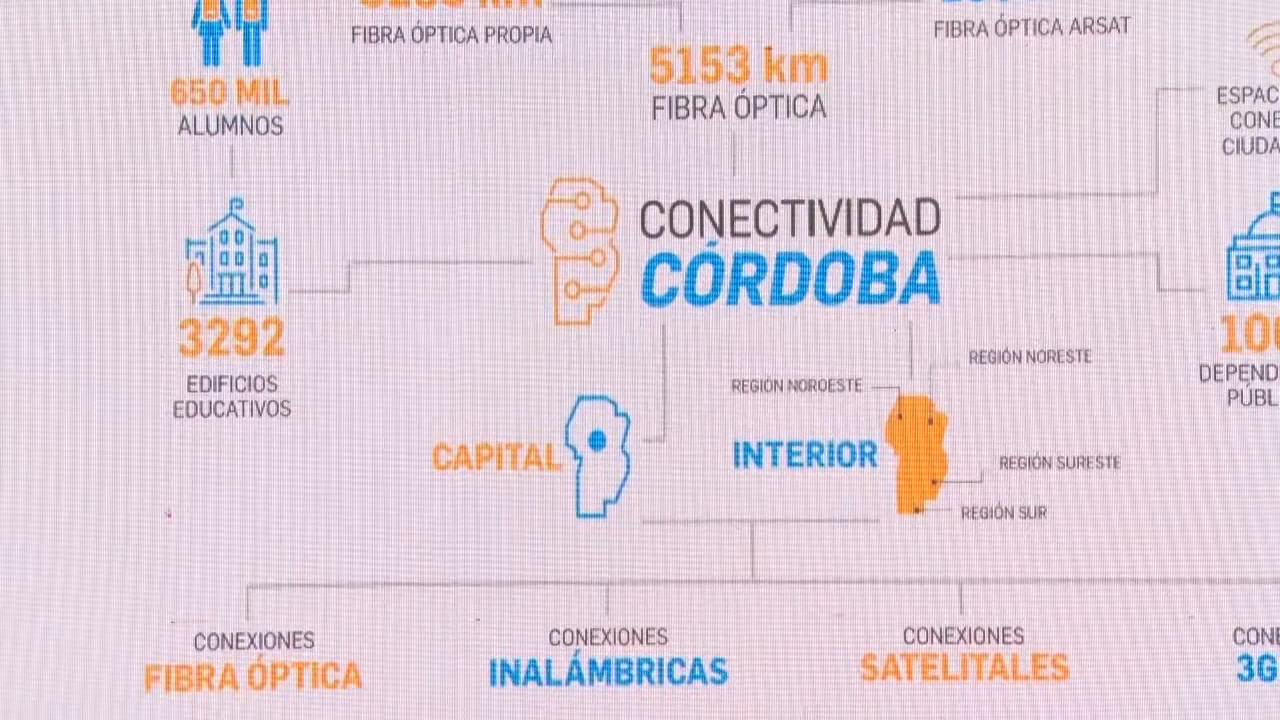 FIBRA ÓPTICA PROPIA
FIBRA ÓPTICA ARSAT
5153 km
FIBRA ÓPTICA
650 MIL
ALUMNOS
CONECTIVIDAD
CÓRDOBA
3292
EDIFICIOS
EDUCATIVOS
REGIÓN NORESTE
REGIÓN NOROESTE
CAPITAL
INTERIOR
REGIÓN SURESTE
REGIÓN SUR
CONEXIONES
FIBRA ÓPTICA
CONEXIONES
INALÁMBRICAS
CONEXIONES
SATELITALES
3G